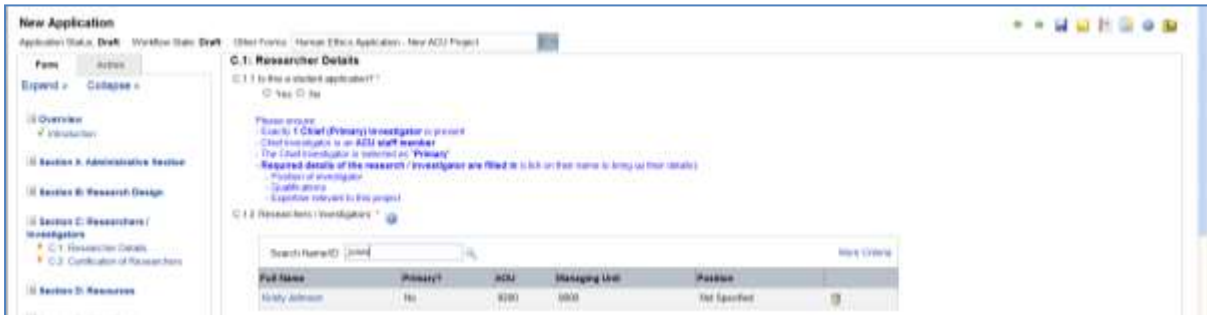 New Application
Application Status: Draft Workflow State: Draft Other Forms: Human Ethics Application - New ACU Project
Form Action
Expand Collapse
Overview
Introduction
Section A: Administrative Section
Section B: Research Design
Section C: Researchers /
Investigators
C.1: Researcher Details
C.2: Certification of Researchers
Section D: Resources
C.1: Researcher Details
C.1.1 Is this a student application? *
Yes No
Please ensure:
- Exactly 1 Chief (Primary) Investigator is present
- Chief Investigator is an ACU staff member
- The Chief Investigator is selected as 'Primary'
- Required details of the research / investigator are filled in (click on their name to bring up their details)
- Position of investigator
- Qualifications
- Expertise relevant to this project
C.1.2 Researchers / Investigators *
Search Name/ID: More Criteria
Full Name Primary? AOU Managing Unit Position
Johnson No Not Specified